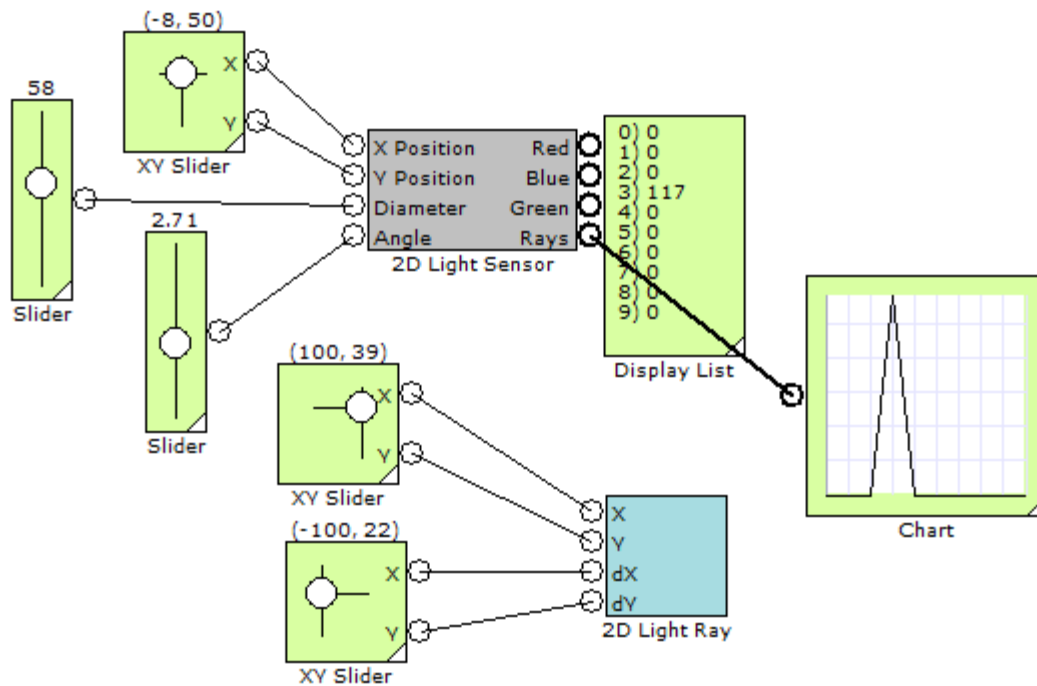 (-8, 50)
X
Y
XY Slider
58
Slider
2.71
Slider
X Position Red
Y Position Blue
Diameter Green
Angle Rays
2D Light Sensor
0) 0
1) 0
2) 0
3) 117
4) 0
5) 0
6) 0
7) 0
8) 0
9) 0
Display List
Chart
(100, 39)
X
Y
XY Slider
(-100, 22)
X
Y
XY Slider
X
Y
dX
dY
2D Light Ray